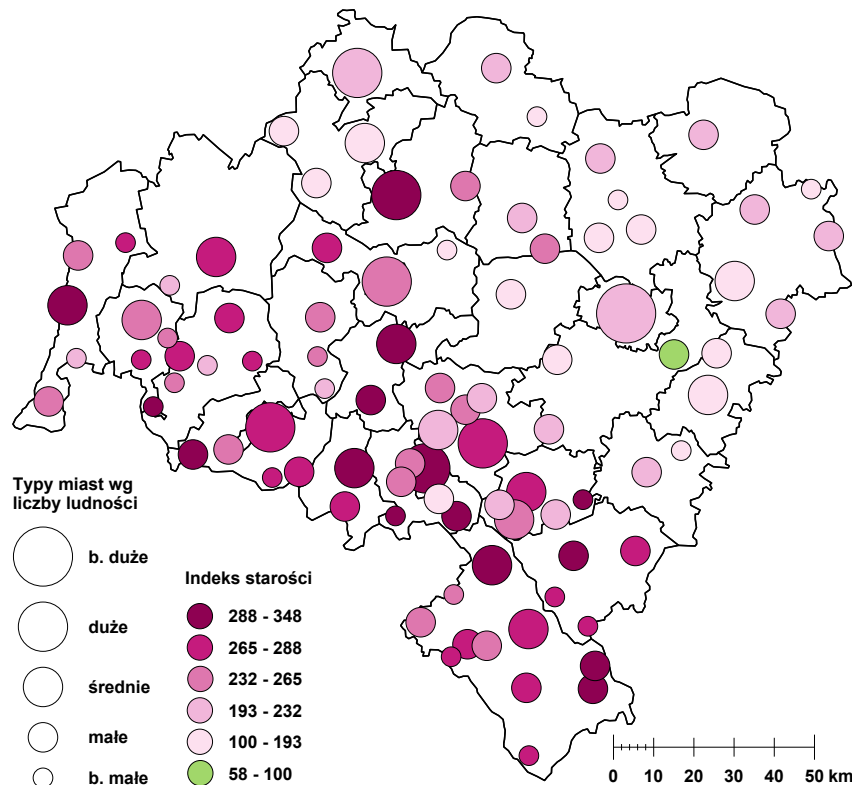 Typy miast wg
liczby ludności
b. duże
duże
średnie
małe
b. małe
Indeks starości
288 - 348
265 - 288
232 - 265
193 - 232
100 - 193
58 - 100
0 10 20 30 40 50 km